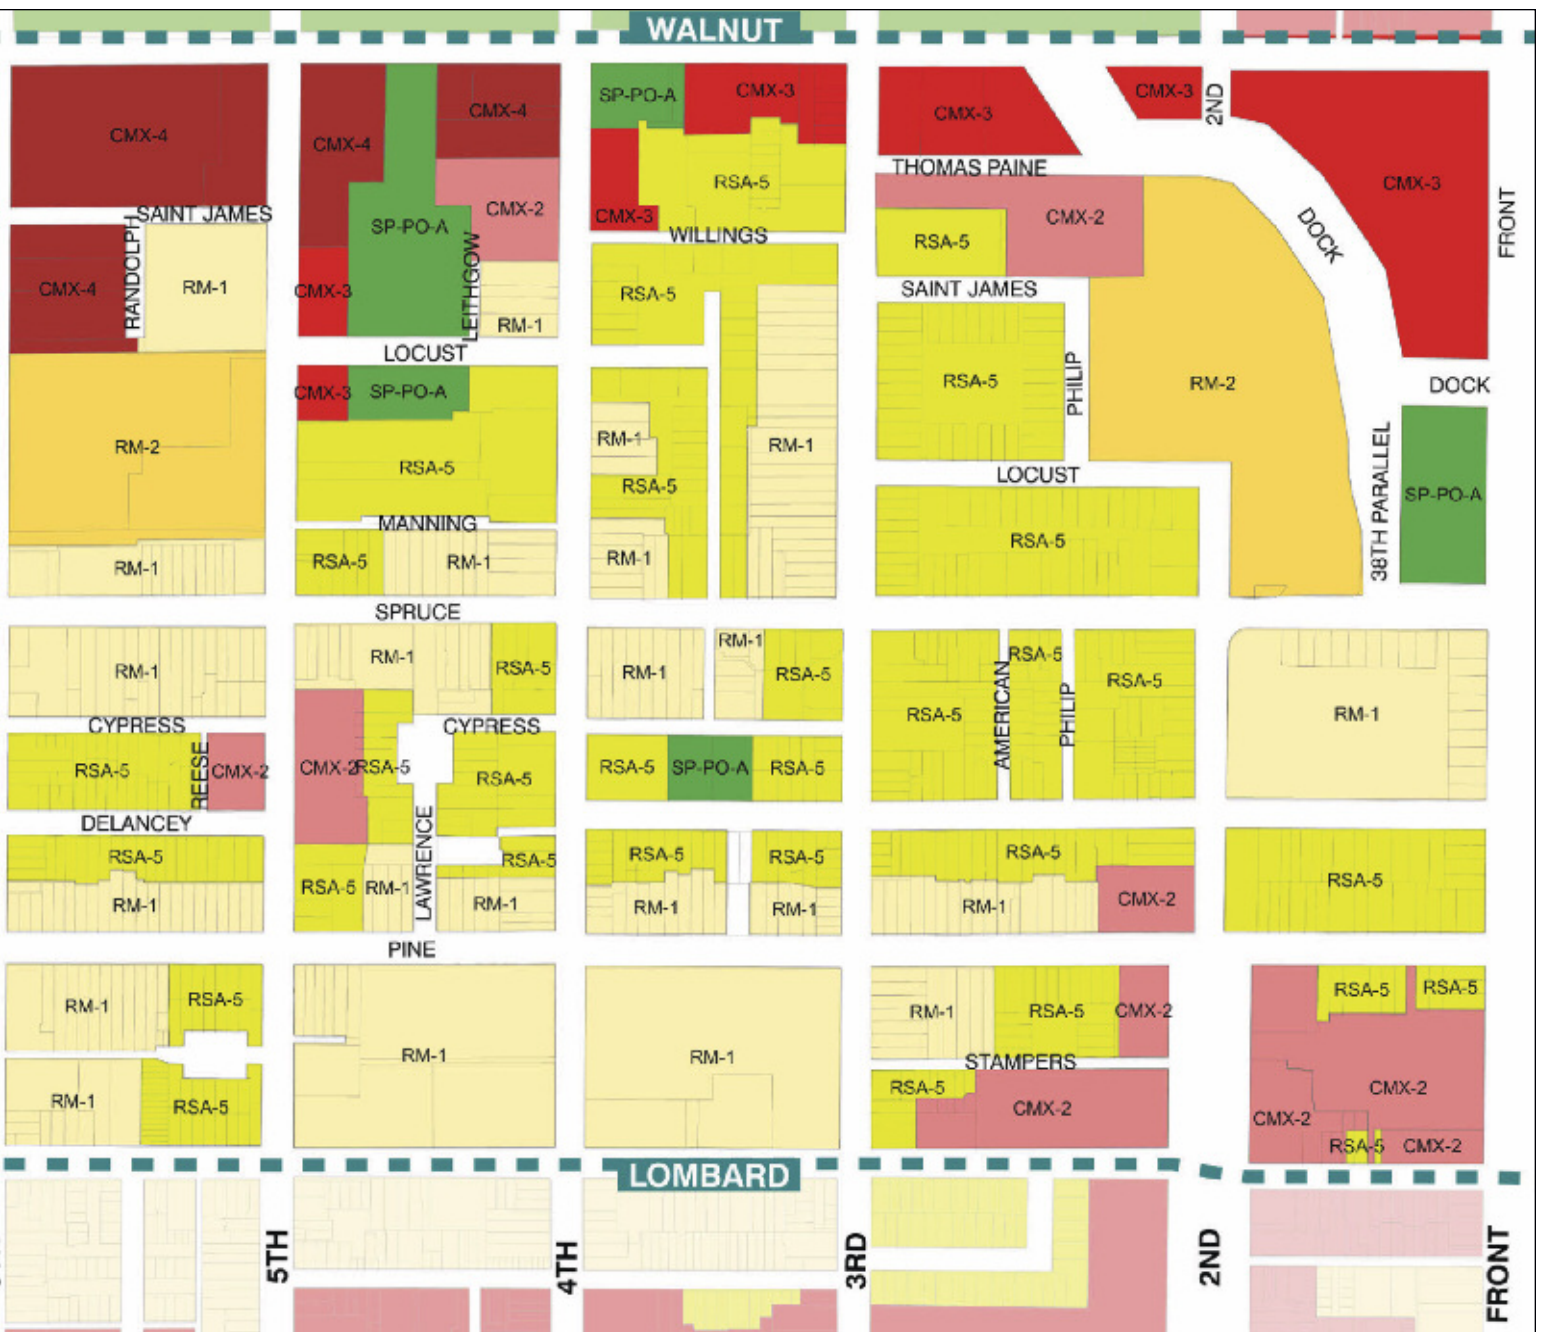 WALNUT
CMX-4
CMX-4
CMX-4
SP-PO-A
CMX-3
CMX-3
CMX-3
2ND
CMX-3
SAINT JAMES
SP-PO-A
CMX-2
RSA-5
CMX-3
WILLINGS
THOMAS PAINE
CMX-2
RSA-5
DOCK
FRONT
CMX-4
RANDOLPH
RM-1
CMX-3
LEITHGOW
RM-1
RSA-5
SAINT JAMES
LOCUST
CMX-3
SP-PO-A
RSA-5
PHILIP
RM-2
DOCK
RM-2
RSA-5
RM-1
RSA-5
RM-1
LOCUST
38TH PARALLEL
SP-PO-A
MANNING
RM-1
RSA-5
RM-1
RM-1
RSA-5
SPRUCE
RM-1
RM-1
RSA-5
RM-1
RM-1
RSA-5
RSA-5
AMERICAN
RSA-5
PHILIP
RSA-5
RM-1
CYPRESS
CYPRESS
RSA-5
REESE
CMX-2
CMX-2
RSA-5
RSA-5
RSA-5
SP-PO-A
RSA-5
DELANCEY
LAWRENCE
RSA-5
RSA-5
RSA-5
RSA-5
RSA-5
RSA-5
RM-1
RSA-5
RM-1
RM-1
RM-1
RM-1
RM-1
CMX-2
PINE
RM-1
RSA-5
RM-1
RM-1
RM-1
RSA-5
CMX-2
RSA-5
RSA-5
STAMPERS
RM-1
RSA-5
RSA-5
CMX-2
CMX-2
CMX-2
RSA-5
CMX-2
LOMBARD
5TH
4TH
3RD
2ND
FRONT